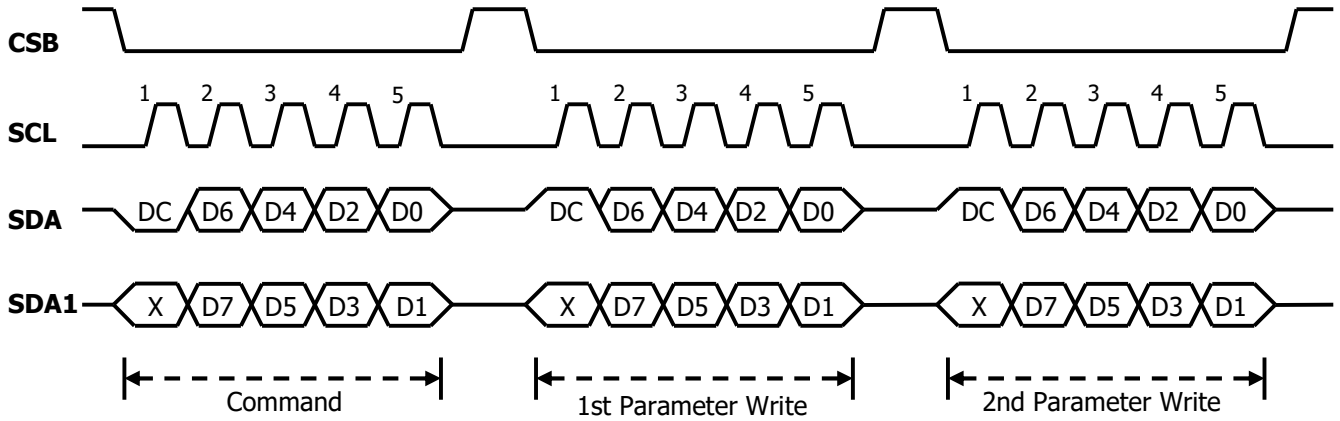 CSB
1 2 3 4 5 1 2 3 4 5 1 2 3 4 5
SCL
SDA DC D6 D4 D2 D0 DC D6 D4 D2 D0 DC D6 D4 D2 D0
SDA1 X D7 D5 D3 D1 X D7 D5 D3 D1 X D7 D5 D3 D1
Command 1st Parameter Write 2nd Parameter Write